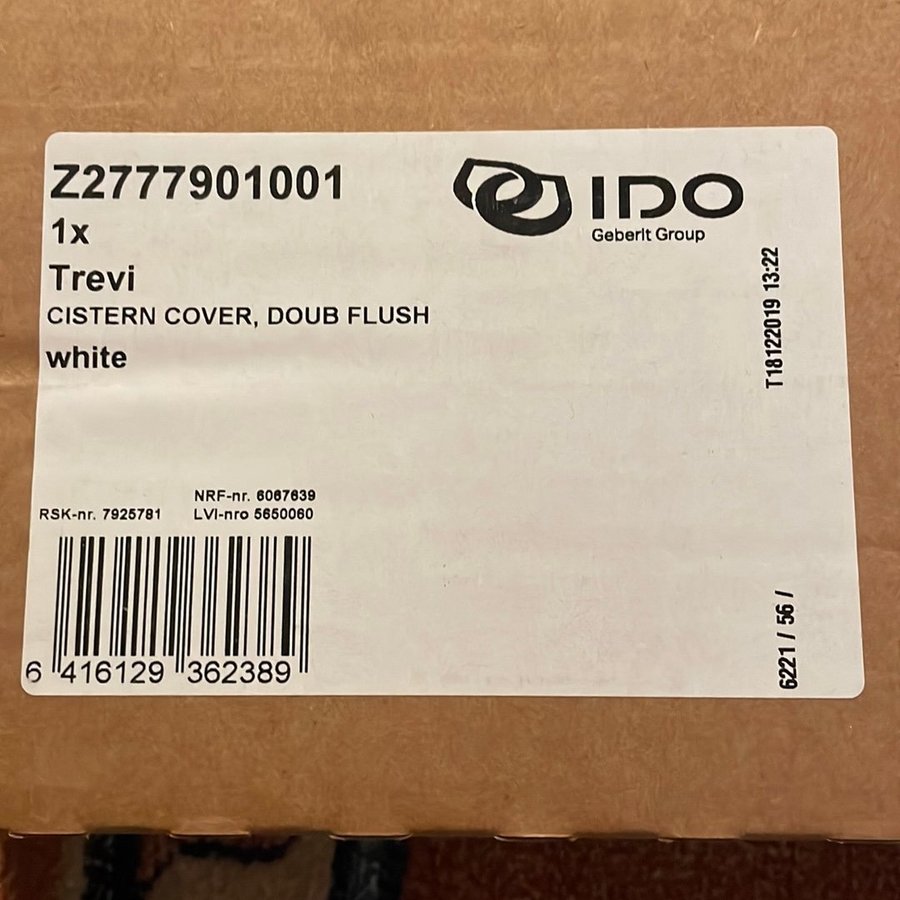 Z2777901001
1x
Trevi
CISTERN COVER, DOUB FLUSH
white
IDO
Geberit Group
T18122019 13:22
NRF-nr. 6067639
RSK-nr. 7925781 LVI-nro 5650060
6 416129 362389
6221 / 56 /